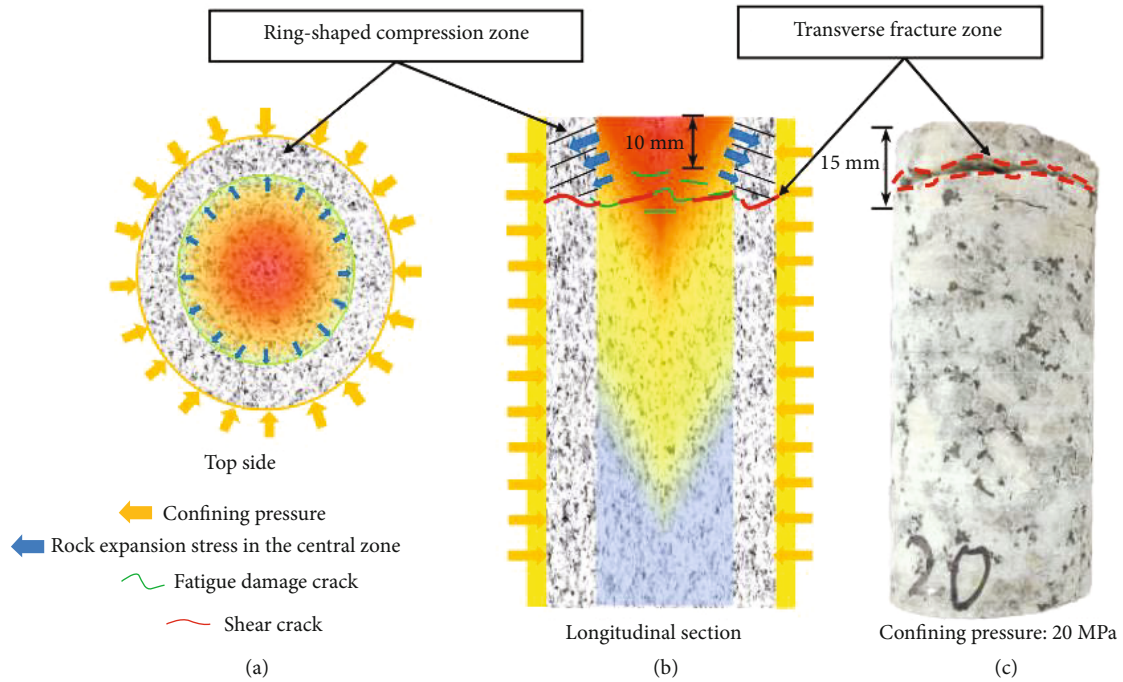 Ring-shaped compression zone
Transverse fracture zone
10 mm
15 mm
20
Top side
Confining pressure
Rock expansion stress in the central zone
Fatigue damage crack
Shear crack
Longitudinal section
Confining pressure: 20 MPa
(a)
(b)
(c)